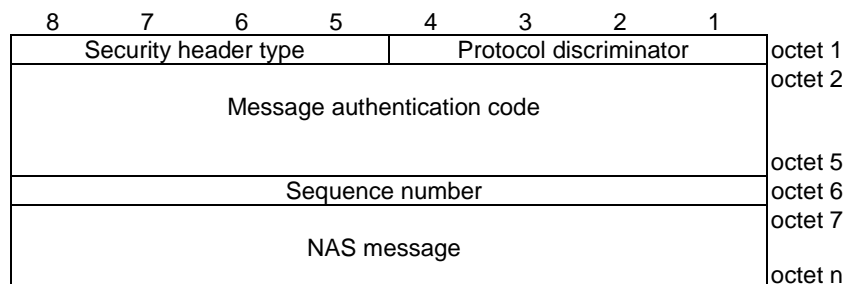 8 7 6 5 4 3 2 1
Security header type Protocol discriminator octet 1
octet 2
Message authentication code
octet 5
Sequence number octet 6
octet 7
NAS message
octet n